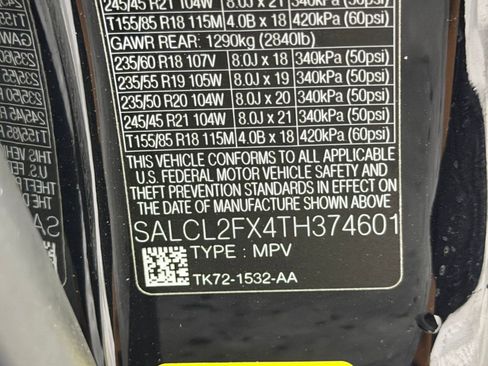 245/45 R21 104W 8.0J x 21 340kPa (50psi)
T155/85 R18 115M 4.0B x 18 420kPa (60psi)
GAWR REAR: 1290kg (2840lb)
235/60 R18 107V 8.0J x 18 340kPa (50psi)
235/55 R19 105W 8.0J x 19 340kPa (50psi)
235/50 R20 104W 8.0J x 20 340kPa (50psi)
245/45 R21 104W 8.0J x 21 340kPa (50psi)
T155/85 R18 115M 4.0B x 18 420kPa (60psi)
THIS VEHICLE CONFORMS TO ALL APPLICABLE
U.S. FEDERAL MOTOR VEHICLE SAFETY AND
THEFT PREVENTION STANDARDS IN EFFECT ON
THE DATE OF MANUFACTURE SHOWN ABOVE
SALCL2FX4TH374601
TYPE : MPV
TK72-1532-AA